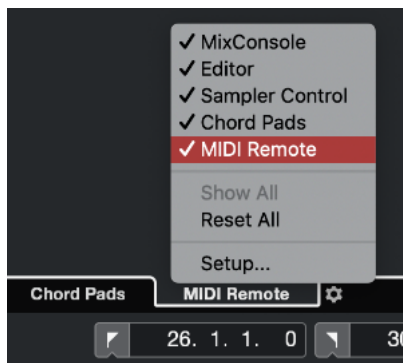 ✓ MixConsole
✓ Editor
✓ Sampler Control
✓ Chord Pads
✓ MIDI Remote
Show All
Reset All
Setup...
Chord Pads MIDI Remote
26. 1. 1. 0 30